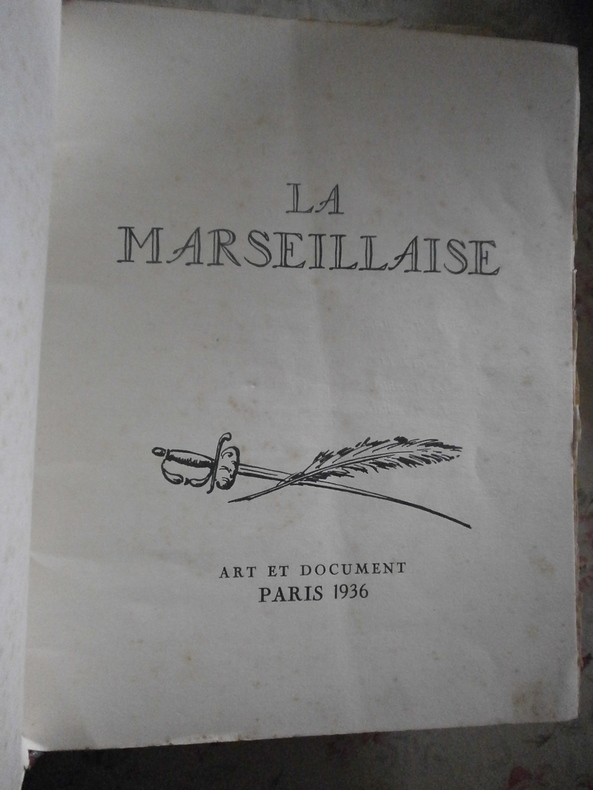 LA
MARSEILLAISE
ART ET DOCUMENT
PARIS 1936